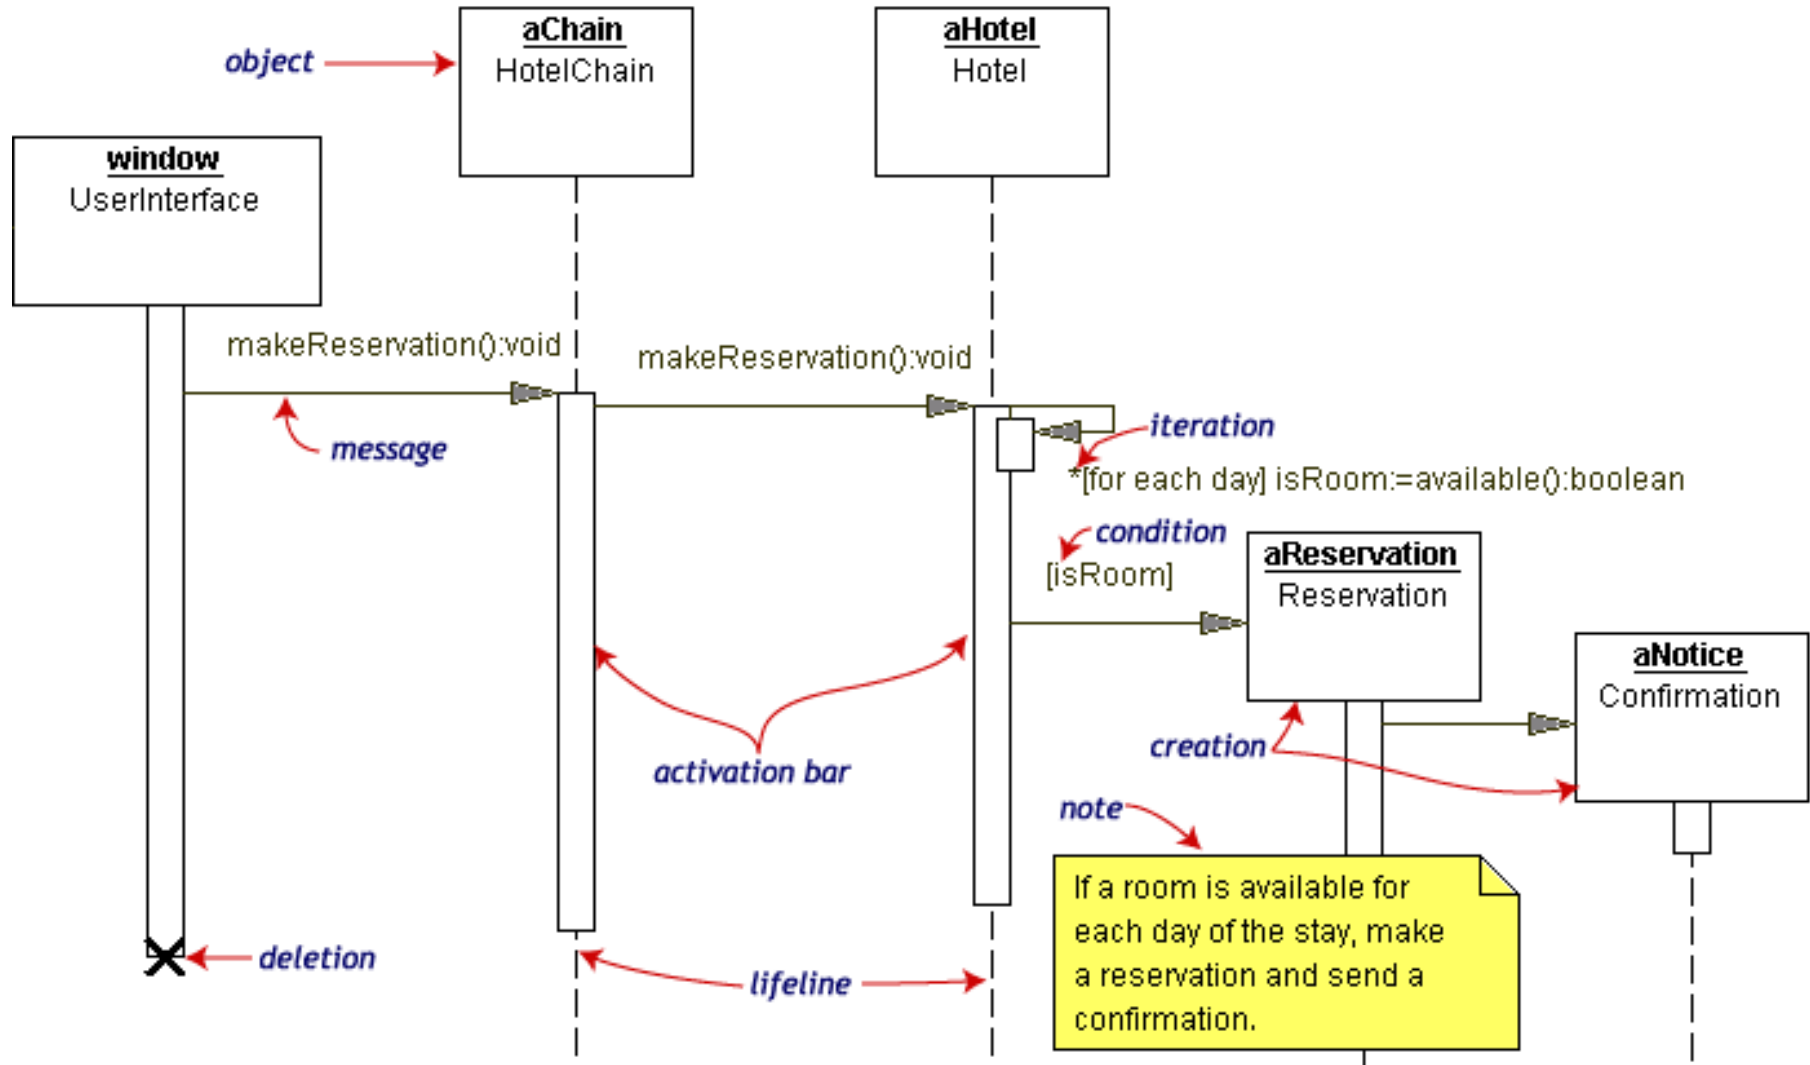 aChain
HotelChain
aHotel
Hotel
object
window
UserInterface
makeReservation():void
makeReservation():void
message
iteration
*[for each day] isRoom:=available():boolean
condition
[isRoom]
aReservation
Reservation
aNotice
Confirmation
creation
activation bar
note
If a room is available for
each day of the stay, make
a reservation and send a
confirmation.
deletion
lifeline